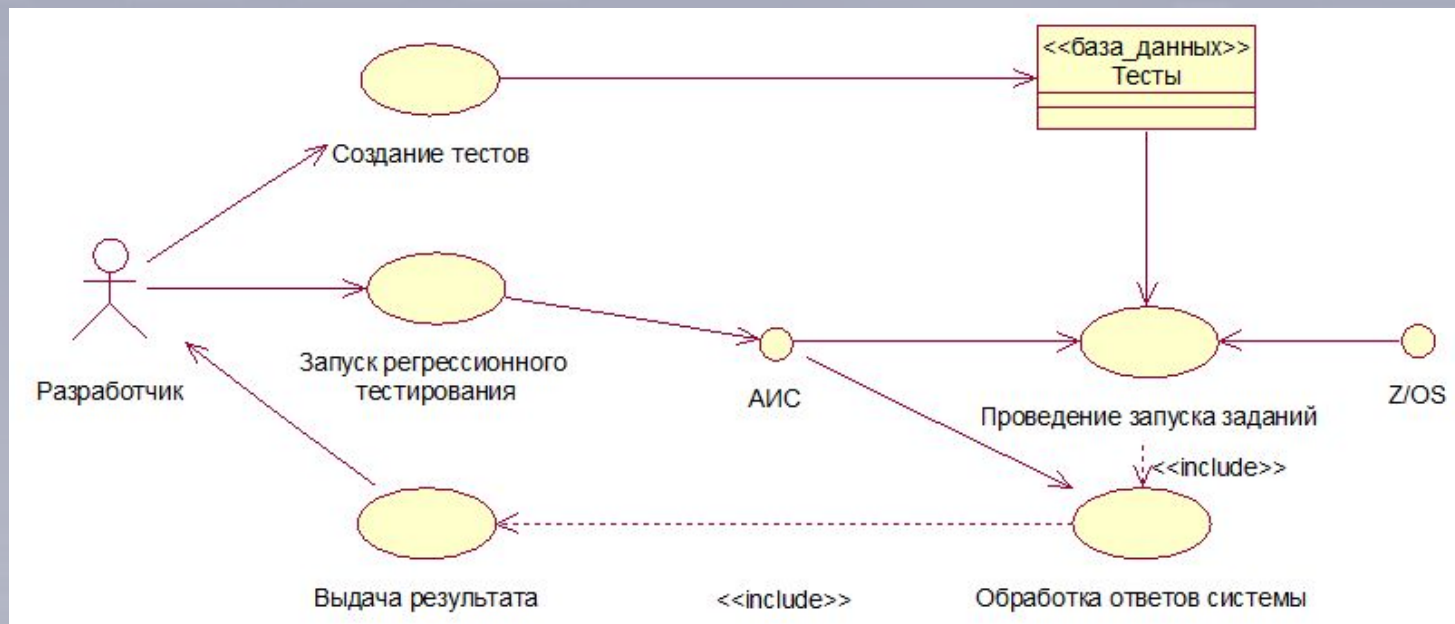 <<база_данных>>
Тесты
Создание тестов
Разработчик
Запуск регрессионного
тестирования
АИС
Проведение запуска заданий
Z/OS
<<include>>
Выдача результата
<<include>>
Обработка ответов системы